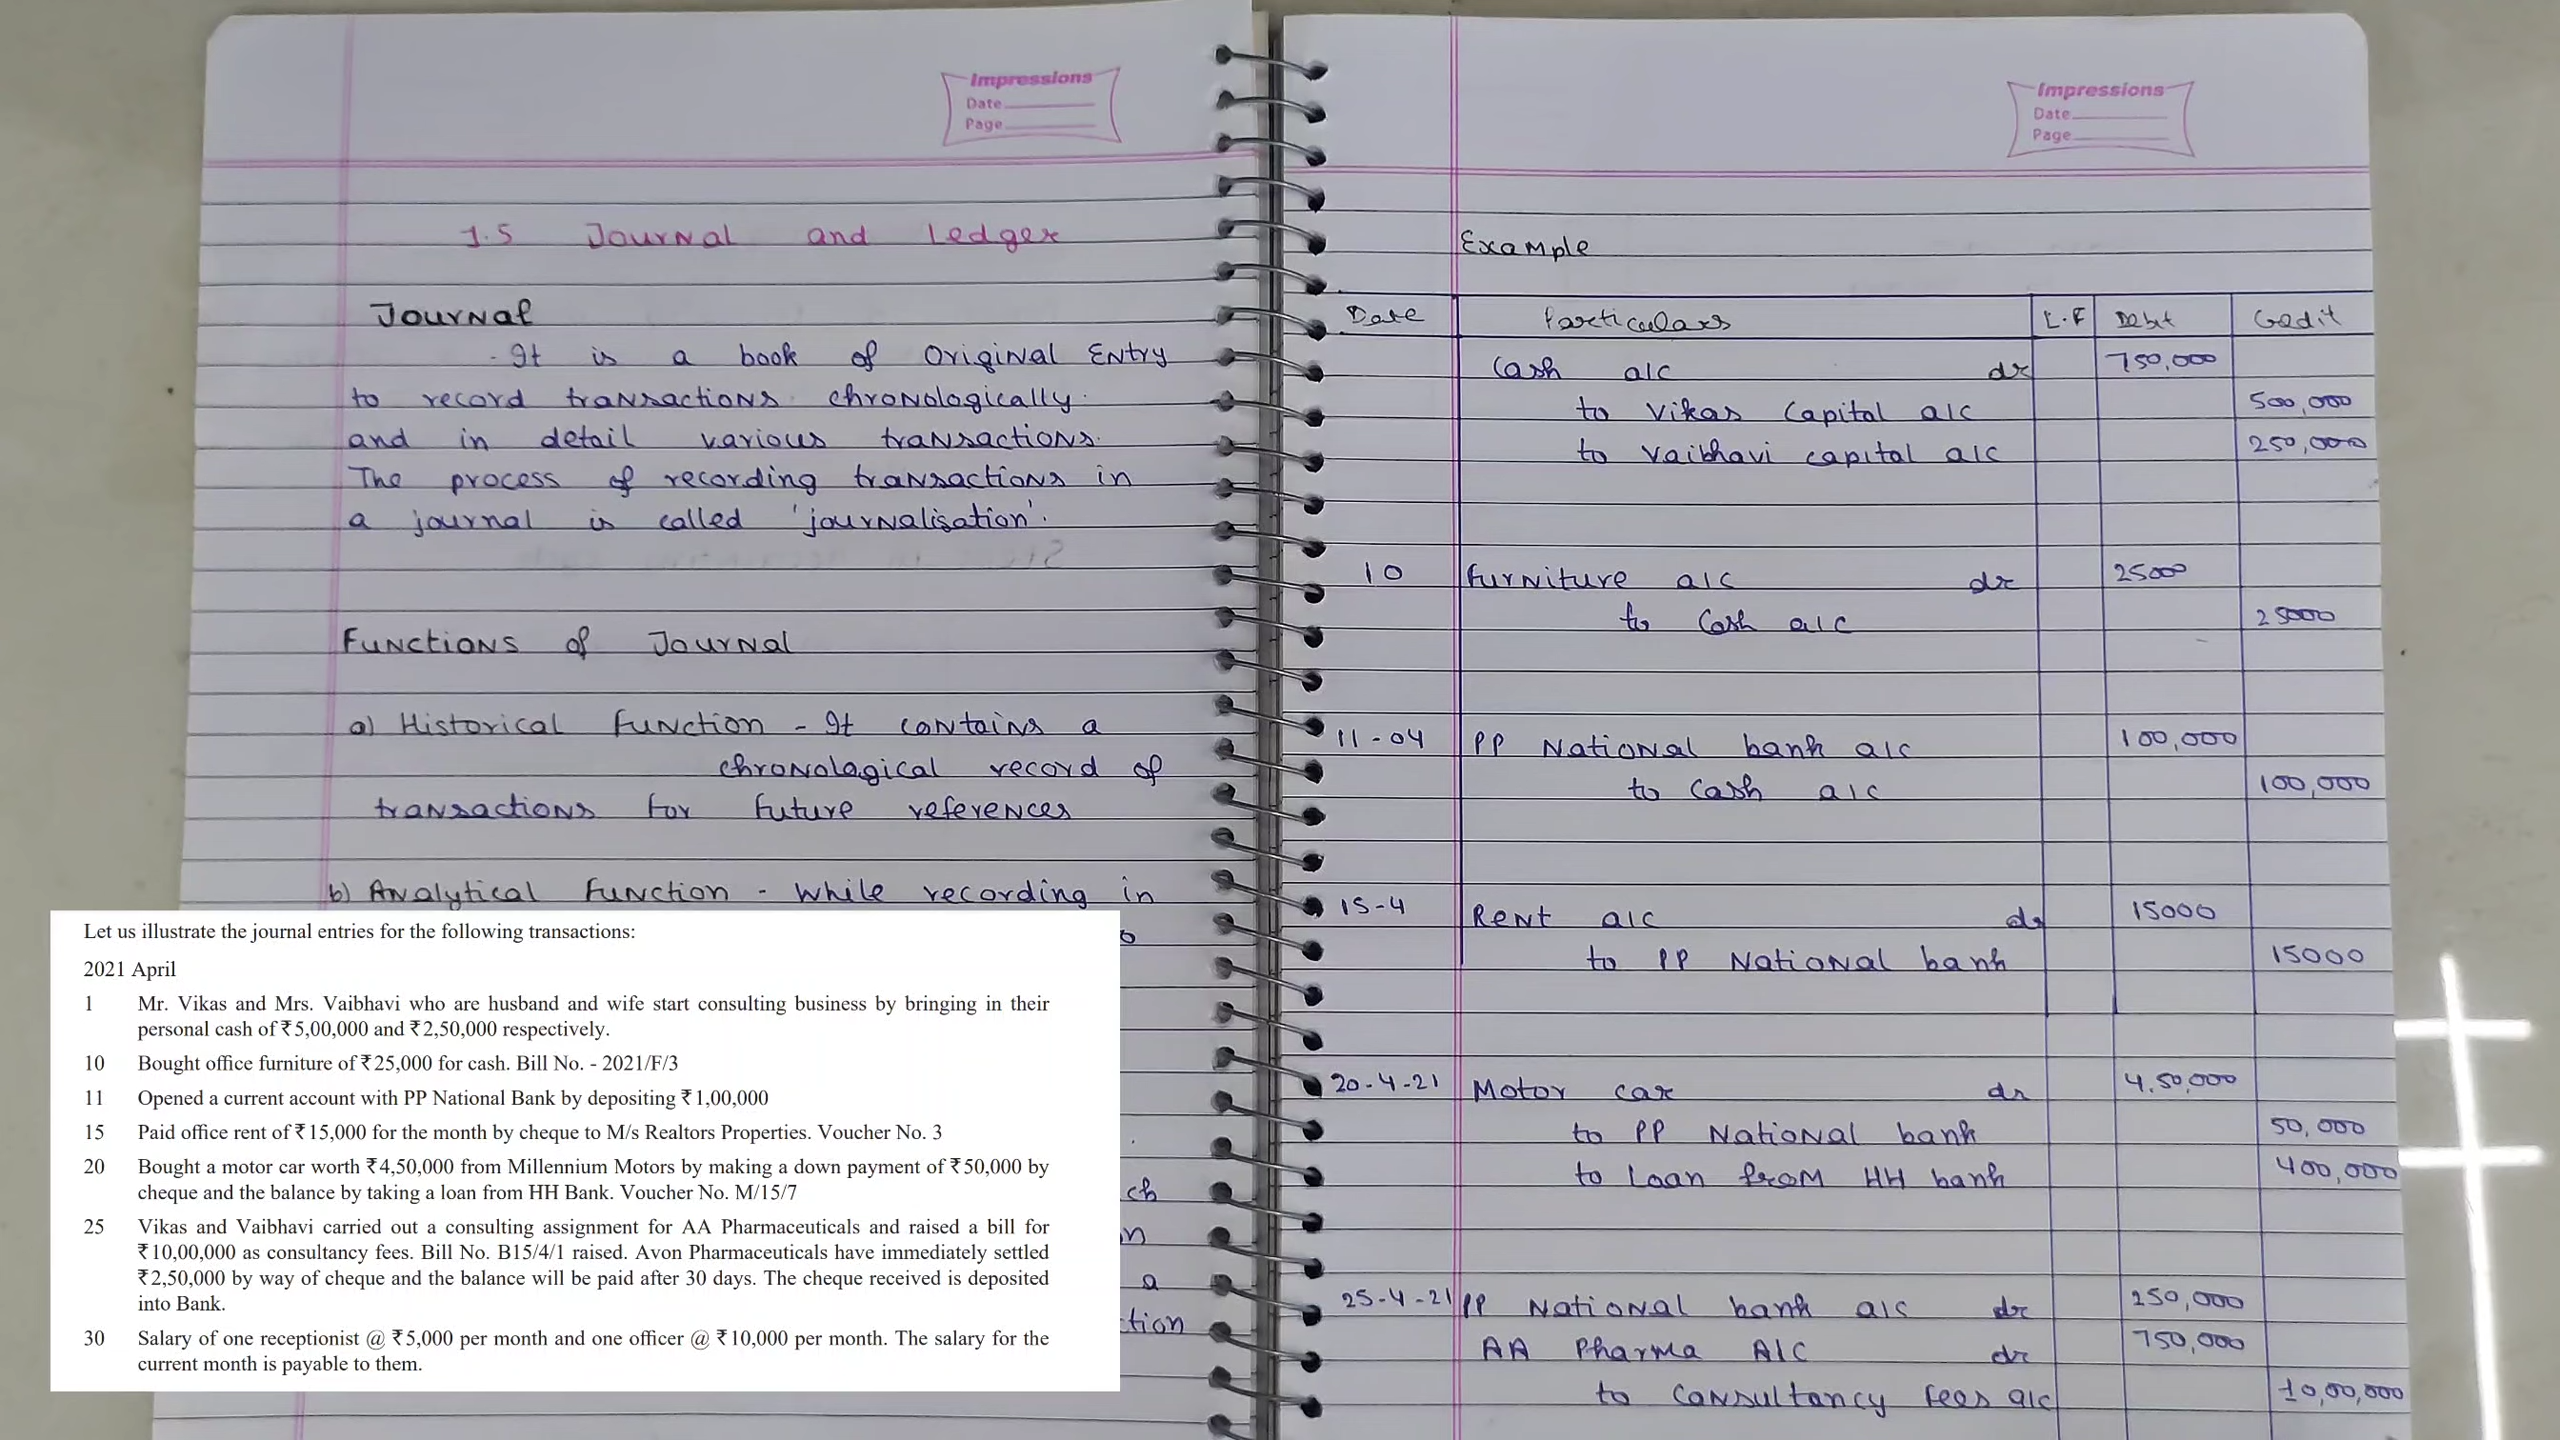 Impressions
Date
Page
1.5 Journal and Ledger
Journal
- It is a book of Original Entry
to record transactions chronologically.
and in detail various transactions.
The process of recording transactions in
a journal is called 'journalisation'.
Functions of Journal
a) Historical Function - It contains a
chronological record of
transactions for future references
b) Analytical Function - While recording in
ch
a
tion
Let us illustrate the journal entries for the following transactions:
2021 April
1 Mr. Vikas and Mrs. Vaibhavi who are husband and wife start consulting business by bringing in their
personal cash of ₹5,00,000 and ₹2,50,000 respectively.
10 Bought office furniture of ₹25,000 for cash. Bill No. - 2021/F/3
11 Opened a current account with PP National Bank by depositing ₹1,00,000
15 Paid office rent of ₹15,000 for the month by cheque to M/s Realtors Properties. Voucher No. 3
20 Bought a motor car worth ₹4,50,000 from Millennium Motors by making a down payment of ₹50,000 by
cheque and the balance by taking a loan from HH Bank. Voucher No. M/15/7
25 Vikas and Vaibhavi carried out a consulting assignment for AA Pharmaceuticals and raised a bill for
₹10,00,000 as consultancy fees. Bill No. B15/4/1 raised. Avon Pharmaceuticals have immediately settled
₹2,50,000 by way of cheque and the balance will be paid after 30 days. The cheque received is deposited
into Bank.
30 Salary of one receptionist @ ₹5,000 per month and one officer @ ₹10,000 per month. The salary for the
current month is payable to them.
Impressions
Date
Page
Example
Date Particulars L.F Debit Credit
Cash a/c dr 750,000
to Vikas Capital a/c 500,000
to Vaibhavi capital a/c 250,000
10 Furniture a/c dr 25000
to Cash a/c 25000
11-04 PP National bank a/c 100,000
to Cash a/c 100,000
15-4 Rent a/c dr 15000
to PP National bank 15000
20-4-21 Motor car dr 4,50,000
to PP National bank 50,000
to Loan from HH bank 400,000
25-4-21 PP National bank a/c dr 250,000
AA Pharma A/C dr 750,000
to Consultancy Fees a/c 10,00,000